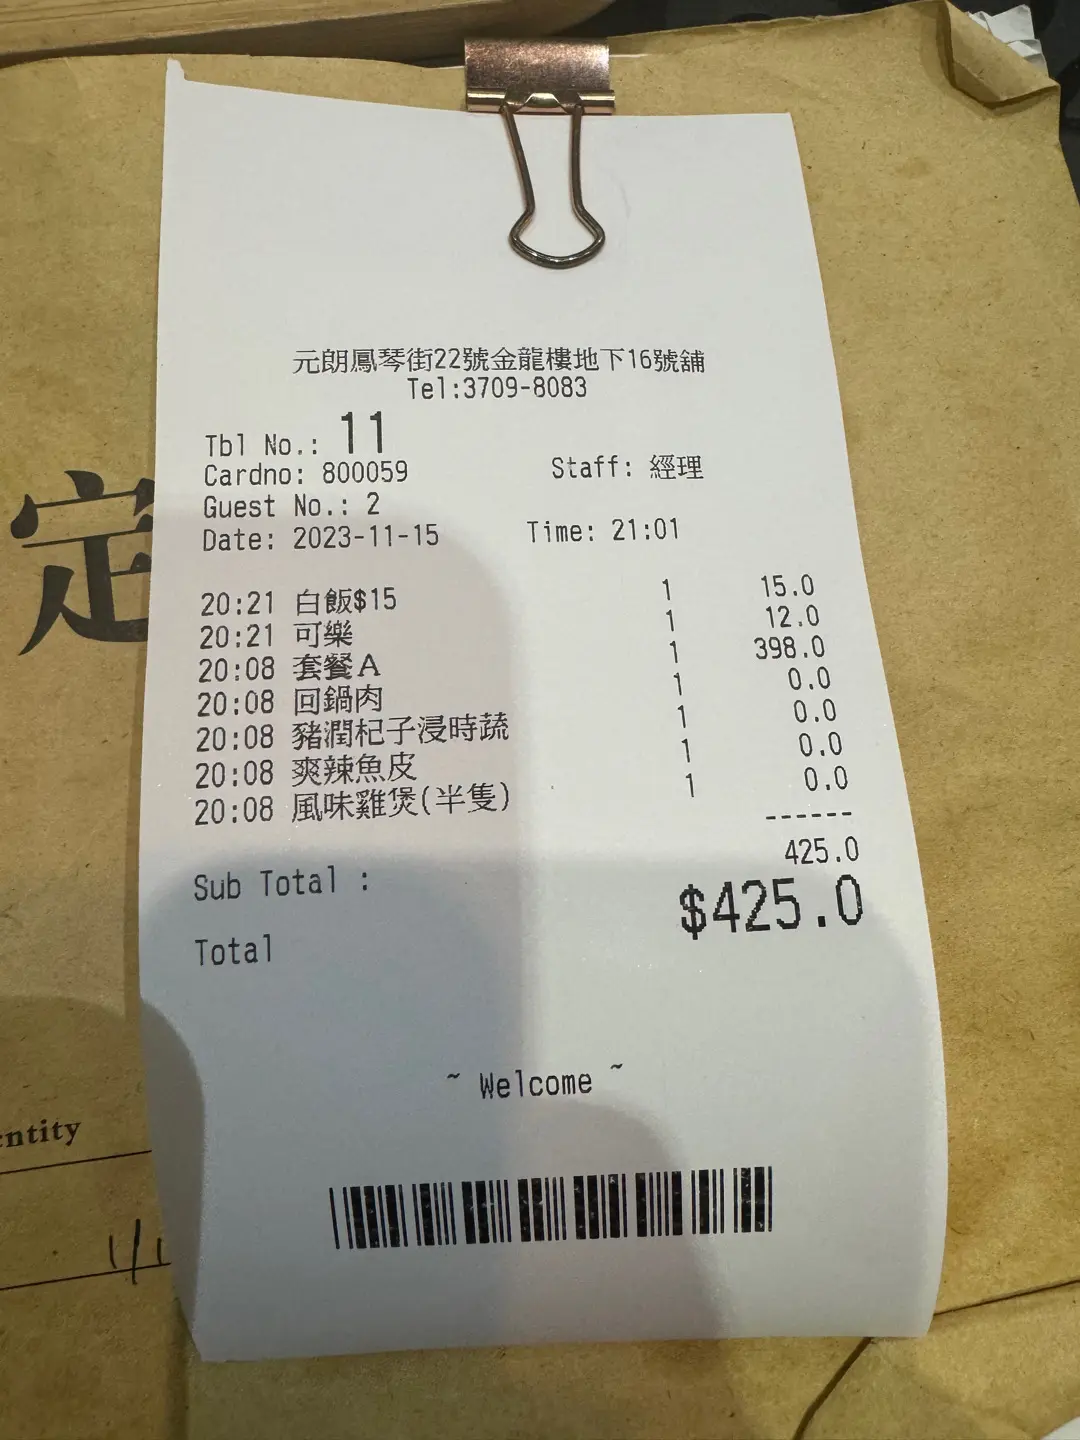 元朗鳳琴街22號金龍樓地下16號舖
Tel:3709-8083
Tbl No.: 11
Cardno: 800059 Staff: 經理
Guest No.: 2
Date: 2023-11-15 Time: 21:01
20:21 白飯$15 1 15.0
20:21 可樂 1 12.0
20:08 套餐A 1 398.0
20:08 回鍋肉 1 0.0
20:08 豬潤杞子浸時蔬 1 0.0
20:08 爽辣魚皮 1 0.0
20:08 風味雞煲(半隻) 1 0.0
------
Sub Total : 425.0
Total $425.0
~ Welcome ~
定
entity